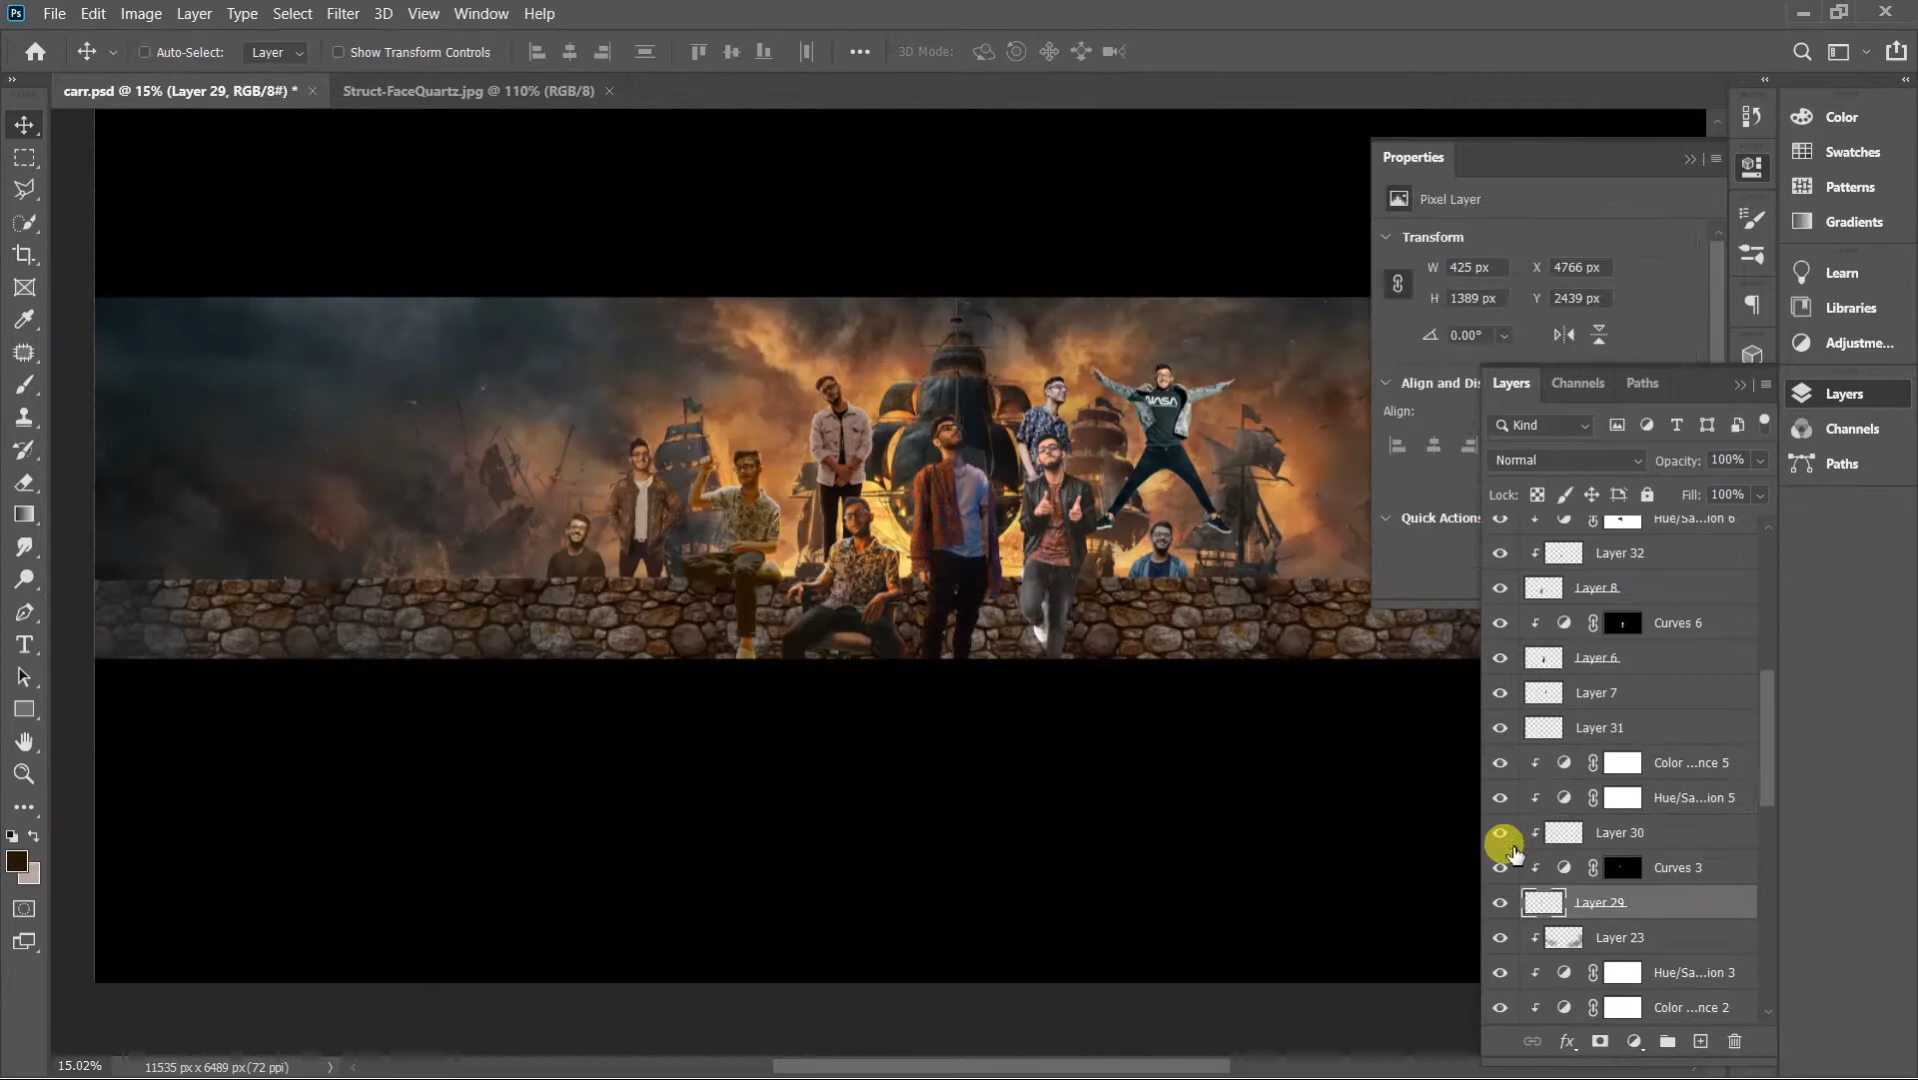 Ps File Edit Image Layer Type Select Filter 3D View Window Help
Auto-Select: Layer Show Transform Controls 3D Mode:
carr.psd @ 15% (Layer 29, RGB/8#) * Struct-FaceQuartz.jpg @ 110% (RGB/8)
Properties
Pixel Layer
Transform
W 425 px X 4766 px
H 1389 px Y 2439 px
0.00°
Align and Dis
Align:
Quick Actions
Layers Channels Paths
Kind
Normal Opacity: 100%
Lock: Fill: 100%
Hue/Sa...ion 6
Layer 32
Layer 8
Curves 6
Layer 6
Layer 7
Layer 31
Color ...nce 5
Hue/Sa...ion 5
Layer 30
Curves 3
Layer 29
Layer 23
Hue/Sa...ion 3
Color ...nce 2
fx
Color
Swatches
Patterns
Gradients
Learn
Libraries
Adjustme...
Layers
Channels
Paths
NASA
15.02% 11535 px x 6489 px (72 ppi)